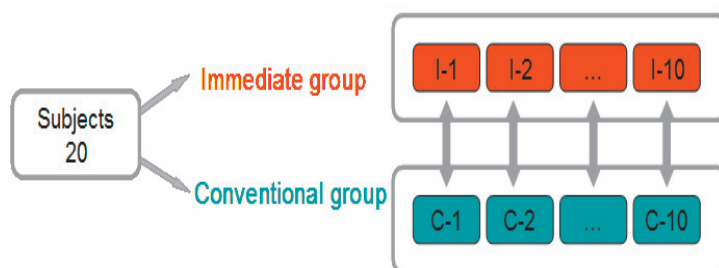 Subjects
20
Immediate group
I-1 I-2 ... I-10
Conventional group
C-1 C-2 ... C-10